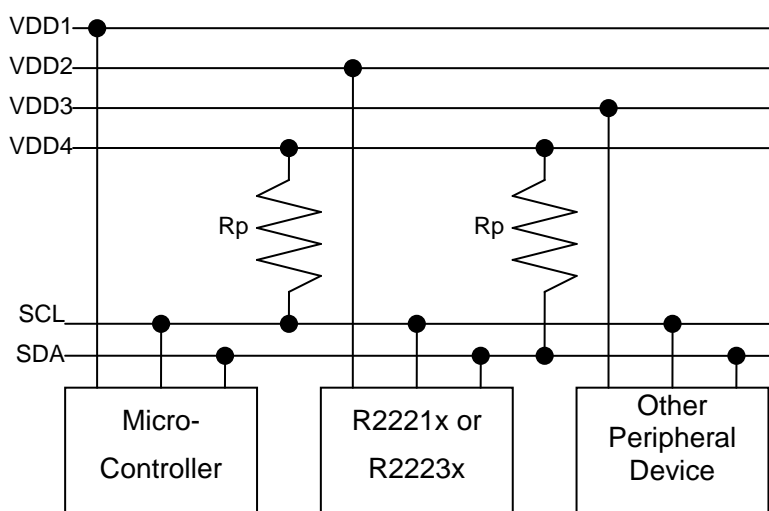 VDD1
VDD2
VDD3
VDD4
Rp
Rp
SCL
SDA
Micro-
Controller
R2221x or
R2223x
Other
Peripheral
Device